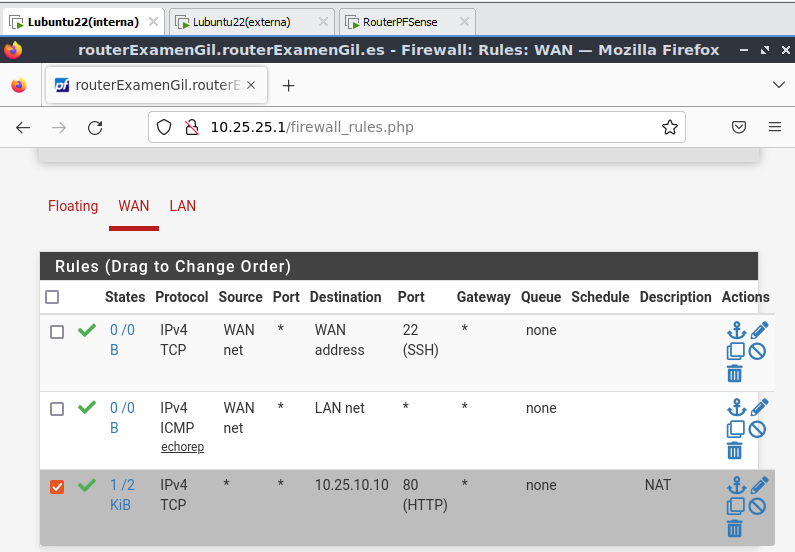 Lubuntu22(interna) Lubuntu22(externa) RouterPFSense
routerExamenGil.routerExamenGil.es - Firewall: Rules: WAN — Mozilla Firefox
routerExamenGil.routerE
10.25.25.1/firewall_rules.php
Floating WAN LAN
Rules (Drag to Change Order)
States Protocol Source Port Destination Port Gateway Queue Schedule Description Actions
0 /0 IPv4 WAN * WAN 22 * none
B TCP net address (SSH)
0 /0 IPv4 WAN * LAN net * * none
B ICMP net
echorep
1 /2 IPv4 * * 10.25.10.10 80 * none NAT
KiB TCP (HTTP)